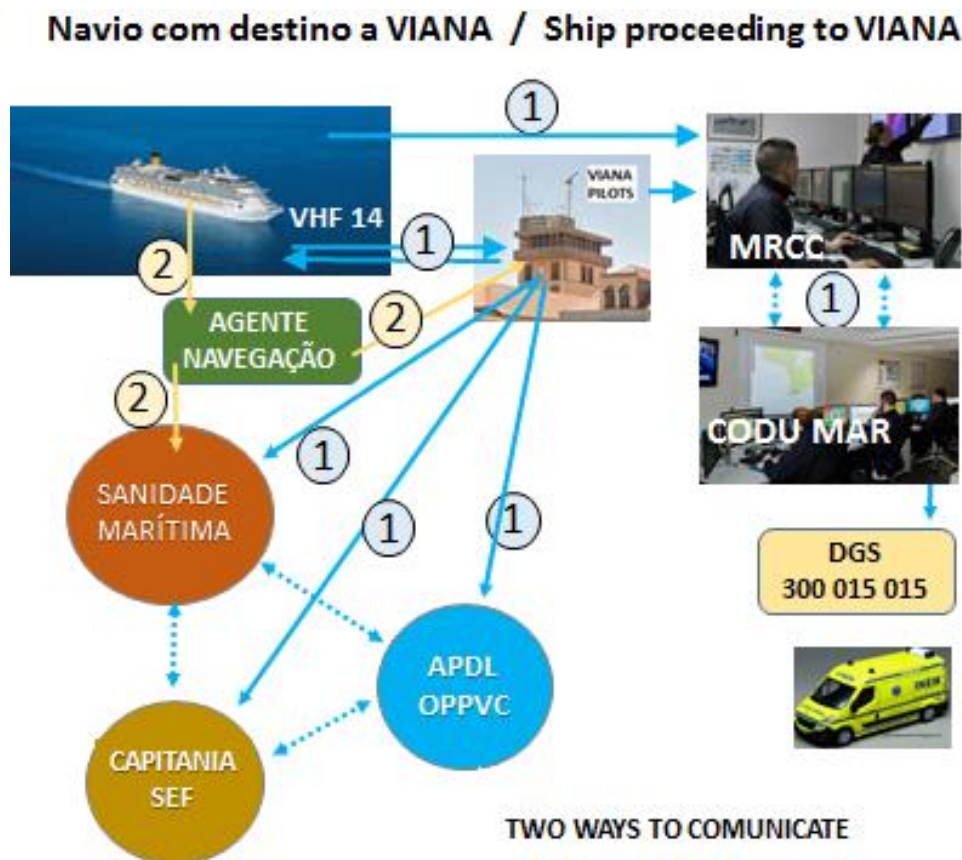 Navio com destino a VIANA / Ship proceeding to VIANA
1
VIANA
PILOTS
VHF 14
1
MRCC
2
1
AGENTE
NAVEGAÇÃO
2
2
CODU MAR
1
SANIDADE
MARÍTIMA
1
1
DGS
300 015 015
APDL
OPPVC
INEM
CAPITANIA
SEF
TWO WAYS TO COMUNICATE